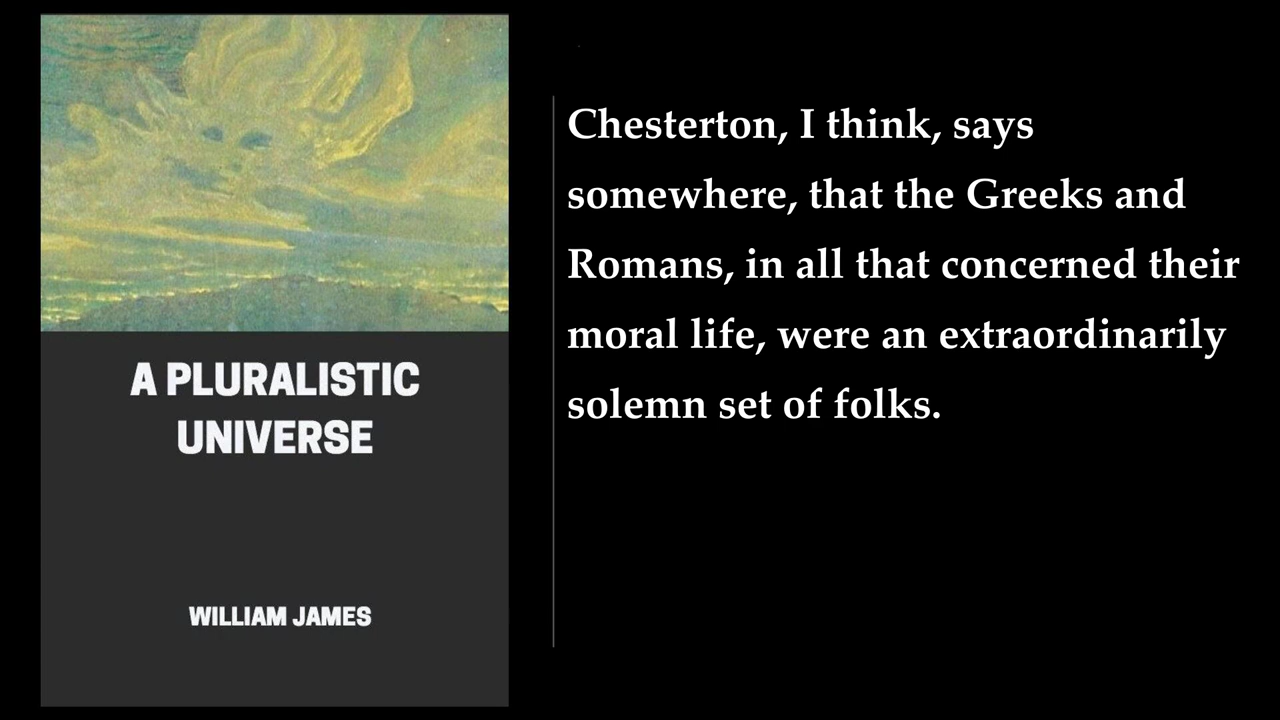 A PLURALISTIC
UNIVERSE
WILLIAM JAMES
Chesterton, I think, says
somewhere, that the Greeks and
Romans, in all that concerned their
moral life, were an extraordinarily
solemn set of folks.